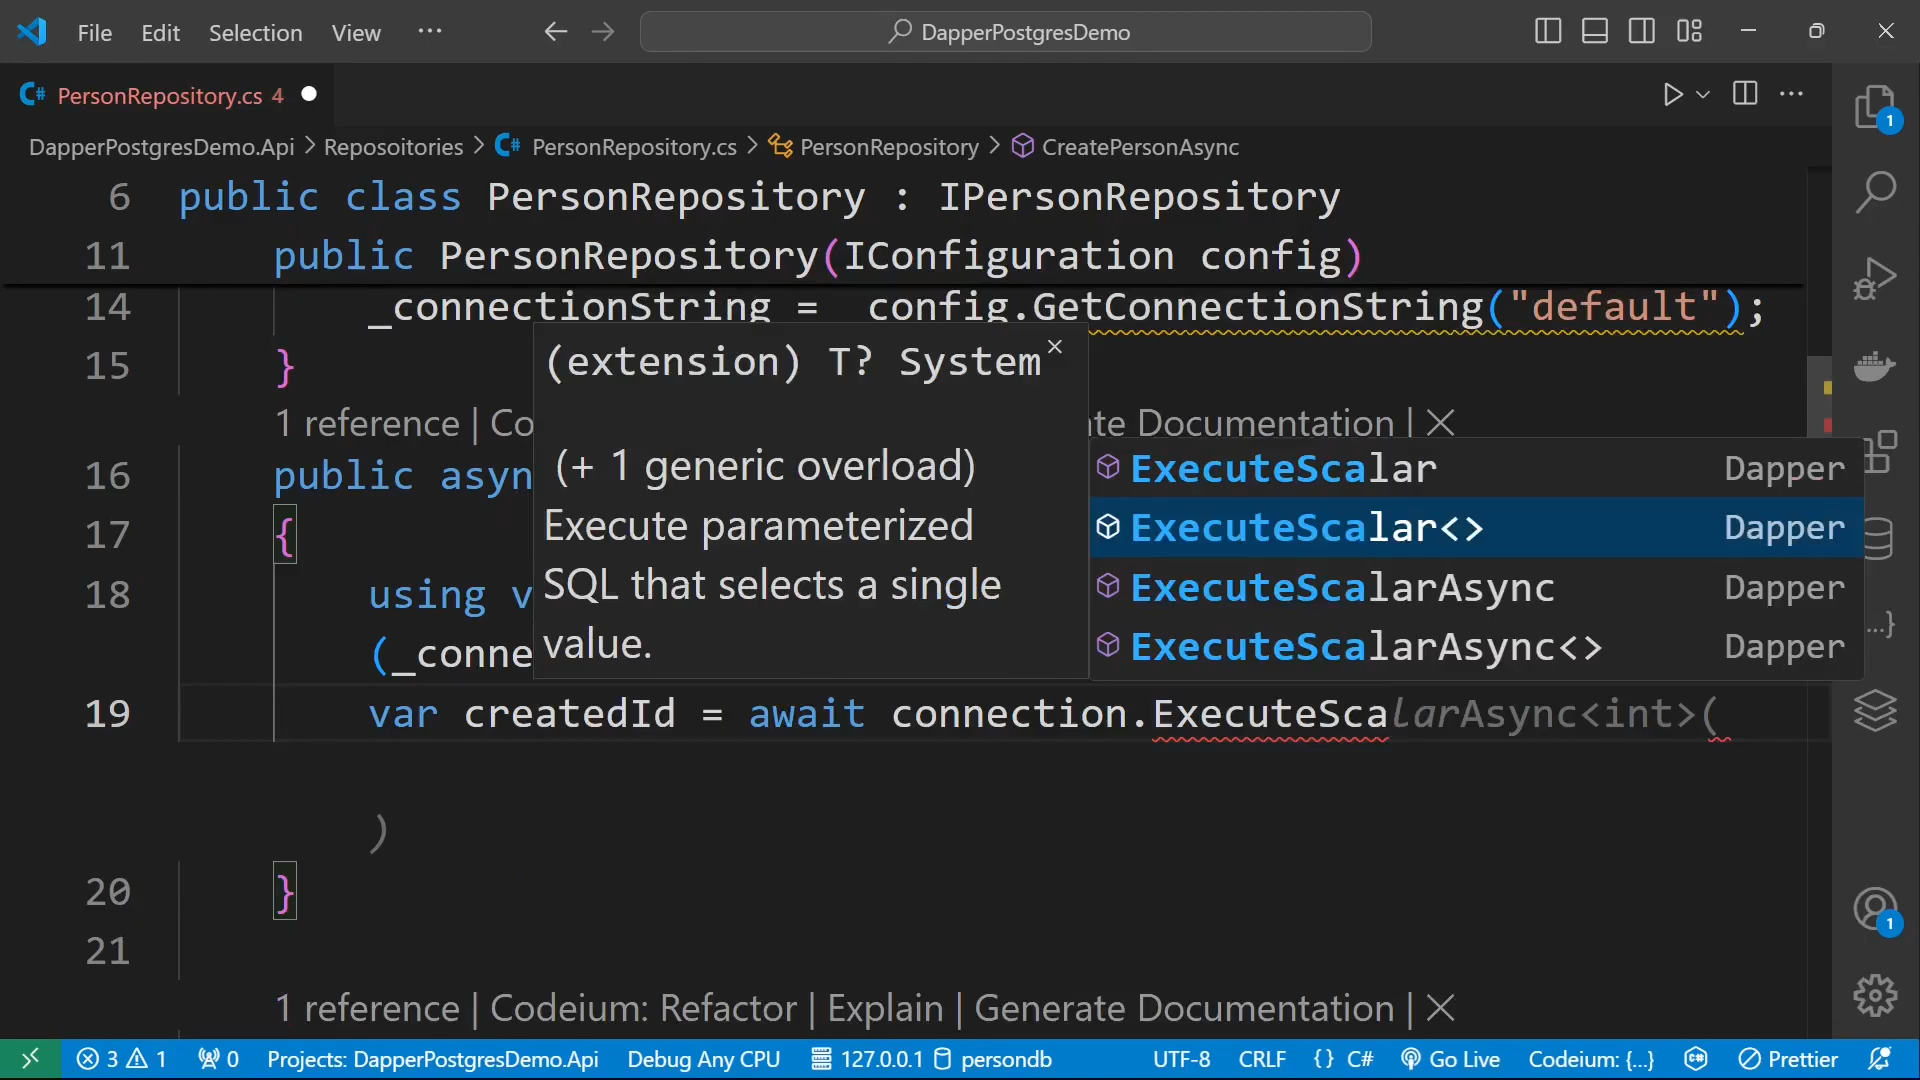 File Edit Selection View ··· DapperPostgresDemo
C# PersonRepository.cs 4
DapperPostgresDemo.Api > Reposoitories > C# PersonRepository.cs > PersonRepository > CreatePersonAsync
6 public class PersonRepository : IPersonRepository
11 public PersonRepository(IConfiguration config)
14 _connectionString = config.GetConnectionString("default");
15 }
(extension) T? System
1 reference | Co te Documentation |
(+ 1 generic overload)
Execute parameterized
SQL that selects a single
value.
ExecuteScalar Dapper
ExecuteScalar<> Dapper
ExecuteScalarAsync Dapper
ExecuteScalarAsync<> Dapper
16 public asyn
17 {
18 using v
(_conne
19 var createdId = await connection.ExecuteScalarAsync<int>(
)
20 }
21
1 reference | Codeium: Refactor | Explain | Generate Documentation |
3 1 0 Projects: DapperPostgresDemo.Api Debug Any CPU 127.0.0.1 persondb UTF-8 CRLF {} C# Go Live Codeium: {...} Prettier
1
1